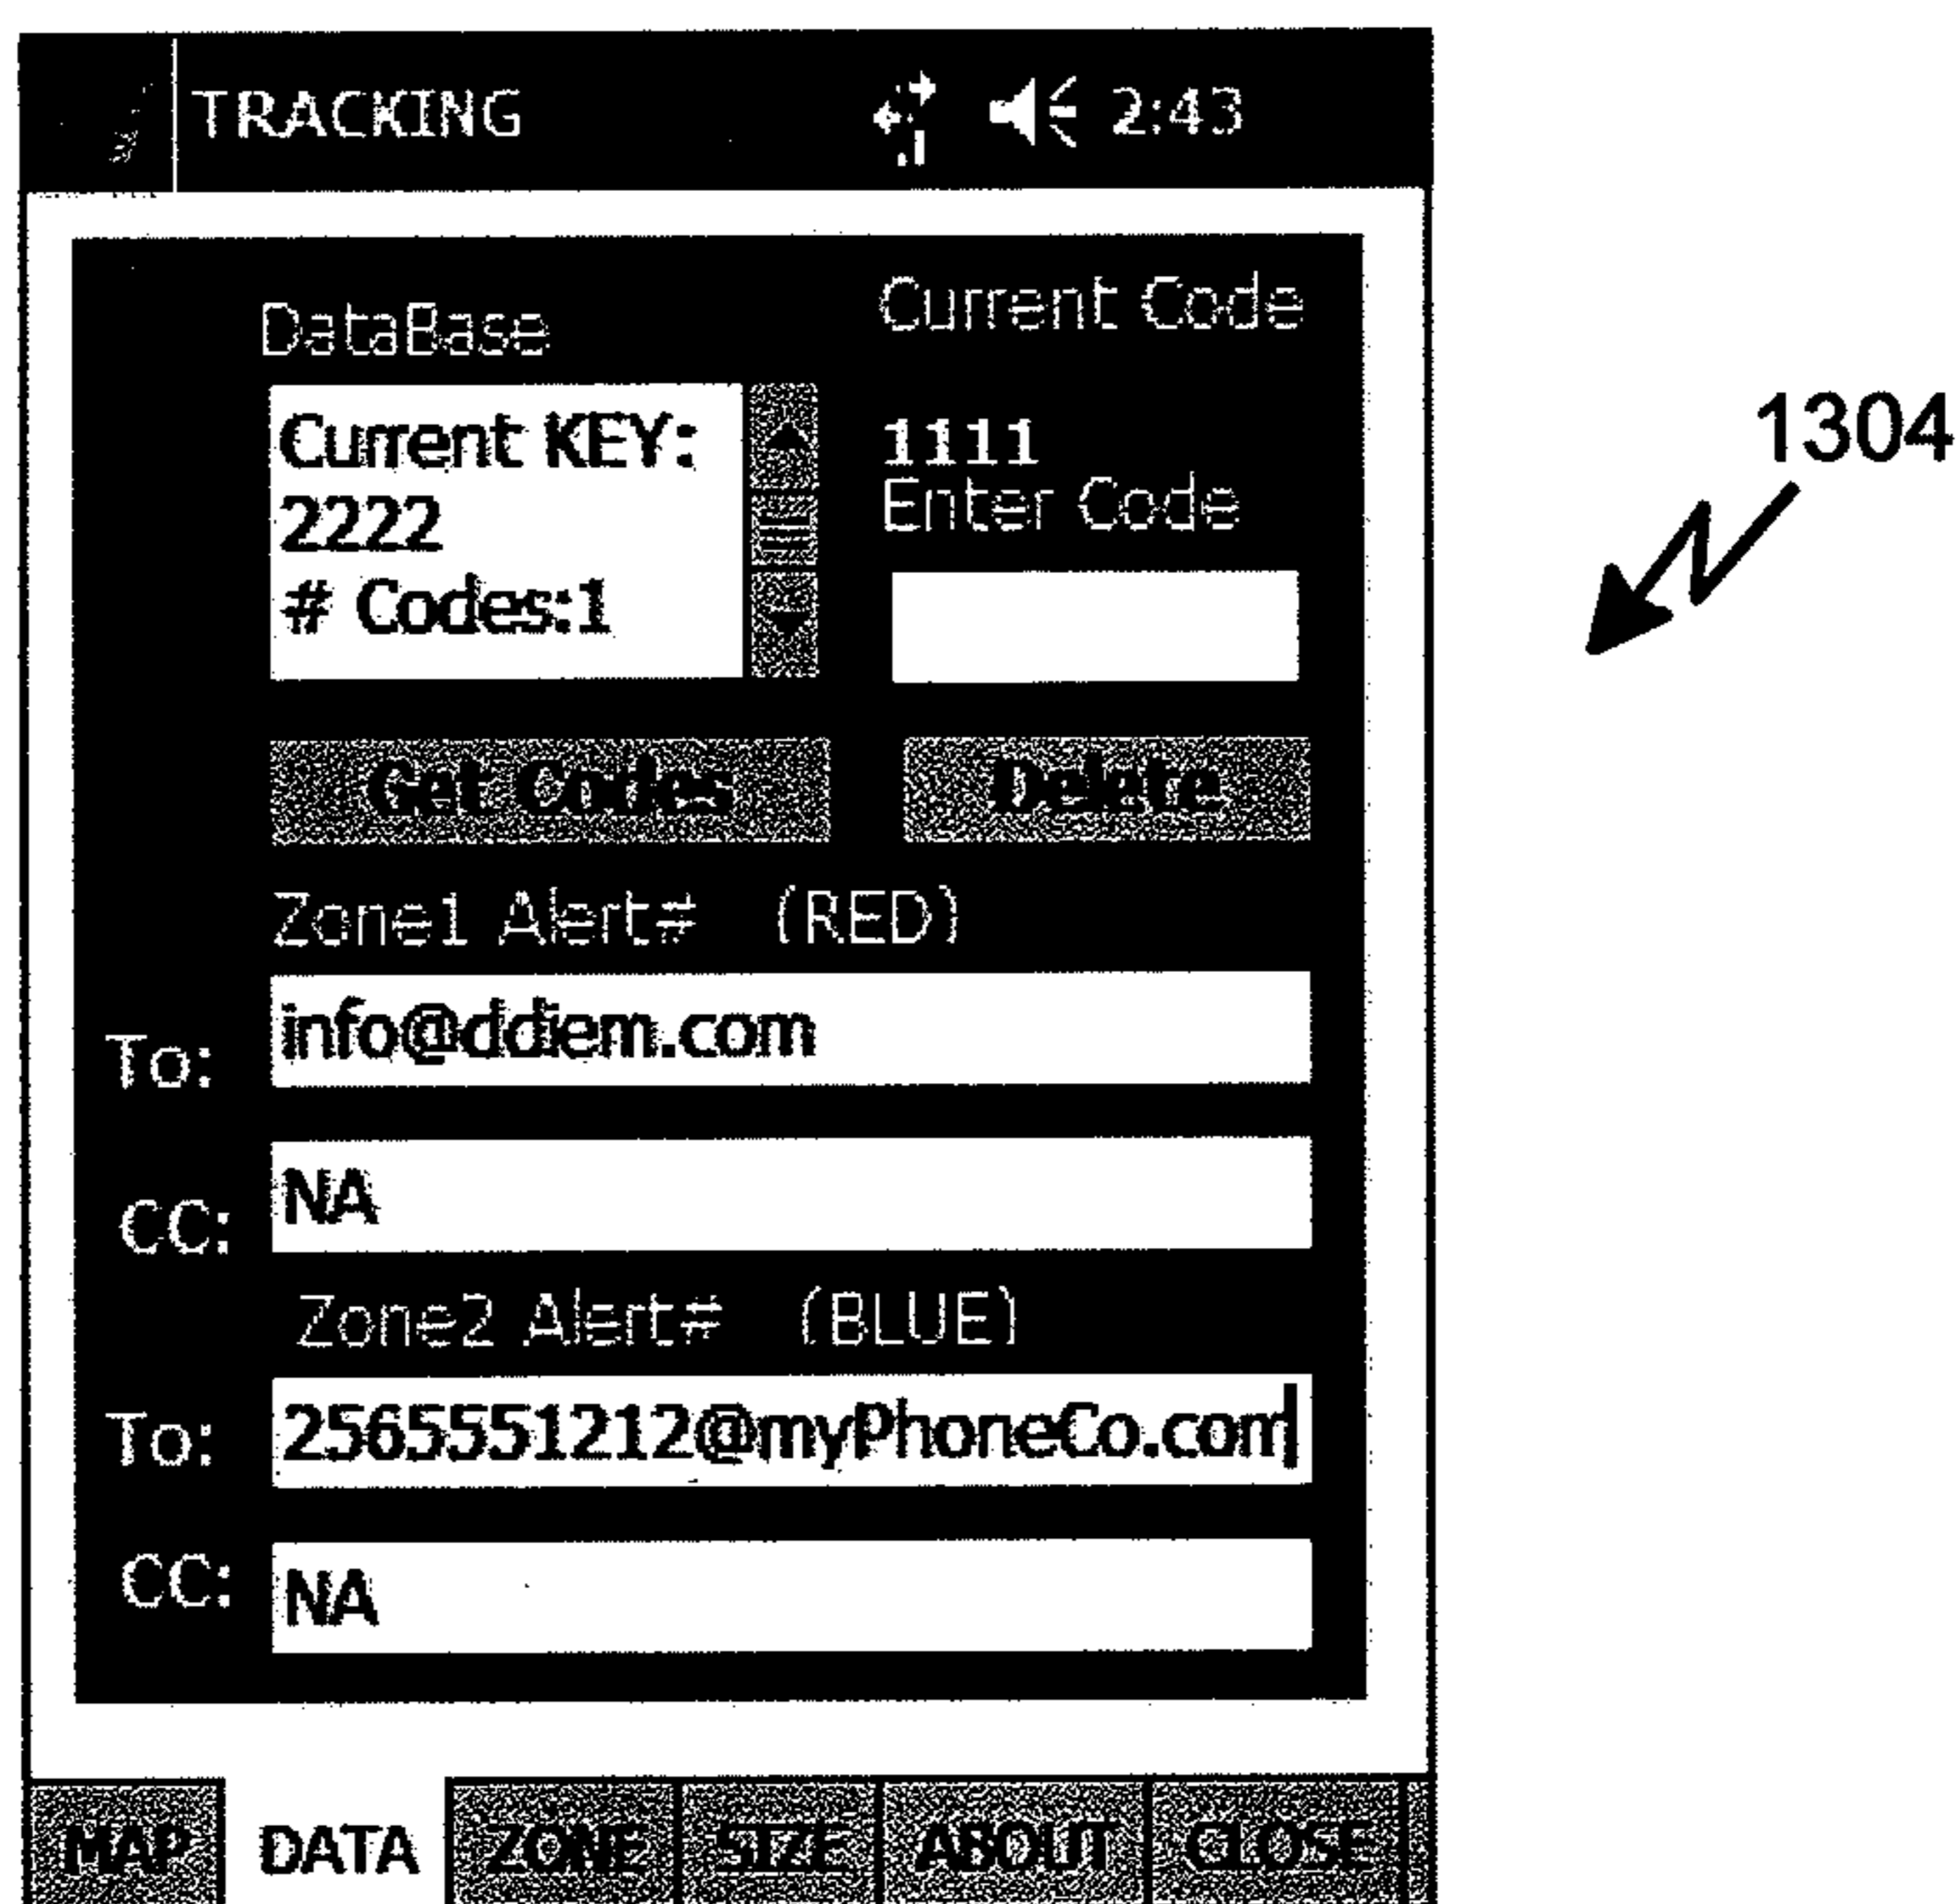 TRACKING 2:43
DataBase
Current Code
Current KEY:
2222
# Codes:1
1111
Enter Code
1304
Get Codes
Delete
Zone1 Alert# (RED)
To: info@ddiem.com
CC: NA
Zone2 Alert# (BLUE)
To: 2565551212@myPhoneCo.com
CC: NA
MAP DATA ZONE SIZE ABOUT CLOSE